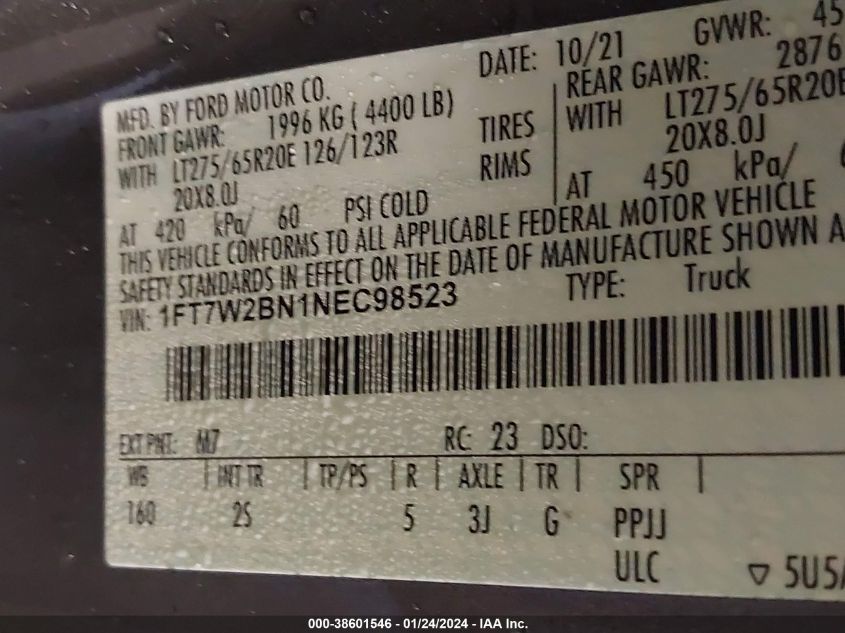 MFD. BY FORD MOTOR CO. DATE: 10/21 GVWR: 45
FRONT GAWR: 1996 KG ( 4400 LB) REAR GAWR: 2876
WITH LT275/65R20E 126/123R TIRES WITH LT275/65R20E
20X8.0J RIMS 20X8.0J
AT 420 kPa/ 60 PSI COLD AT 450 kPa/
THIS VEHICLE CONFORMS TO ALL APPLICABLE FEDERAL MOTOR VEHICLE
SAFETY STANDARDS IN EFFECT ON THE DATE OF MANUFACTURE SHOWN A
VIN: 1FT7W2BN1NEC98523 TYPE: Truck
EXT PNT: M7 RC: 23 DSO:
WB | INT TR | TP/PS | R | AXLE | TR | SPR |
160 2S 5 3J G PPJJ
ULC ▽ 5U5
000-38601546 - 01/24/2024 - IAA Inc.